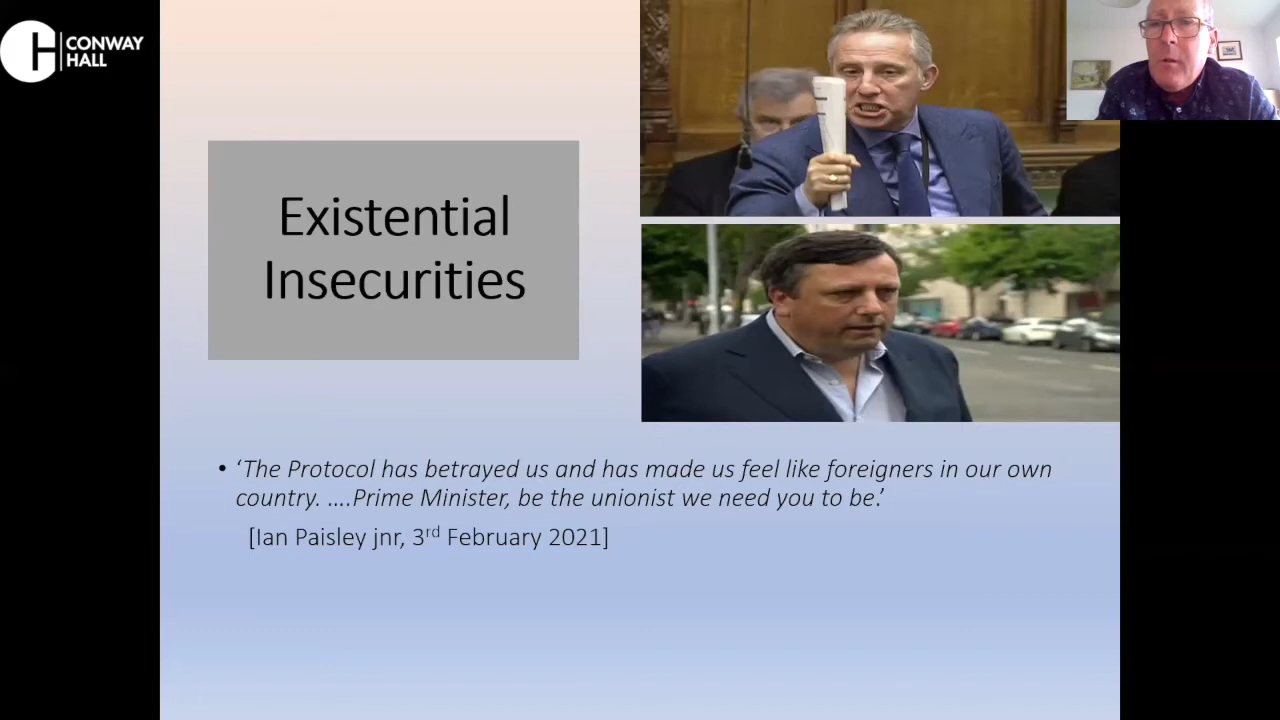 CONWAY
HALL
Existential
Insecurities
• ‘The Protocol has betrayed us and has made us feel like foreigners in our own
country. ....Prime Minister, be the unionist we need you to be.’
[Ian Paisley jnr, 3rd February 2021]